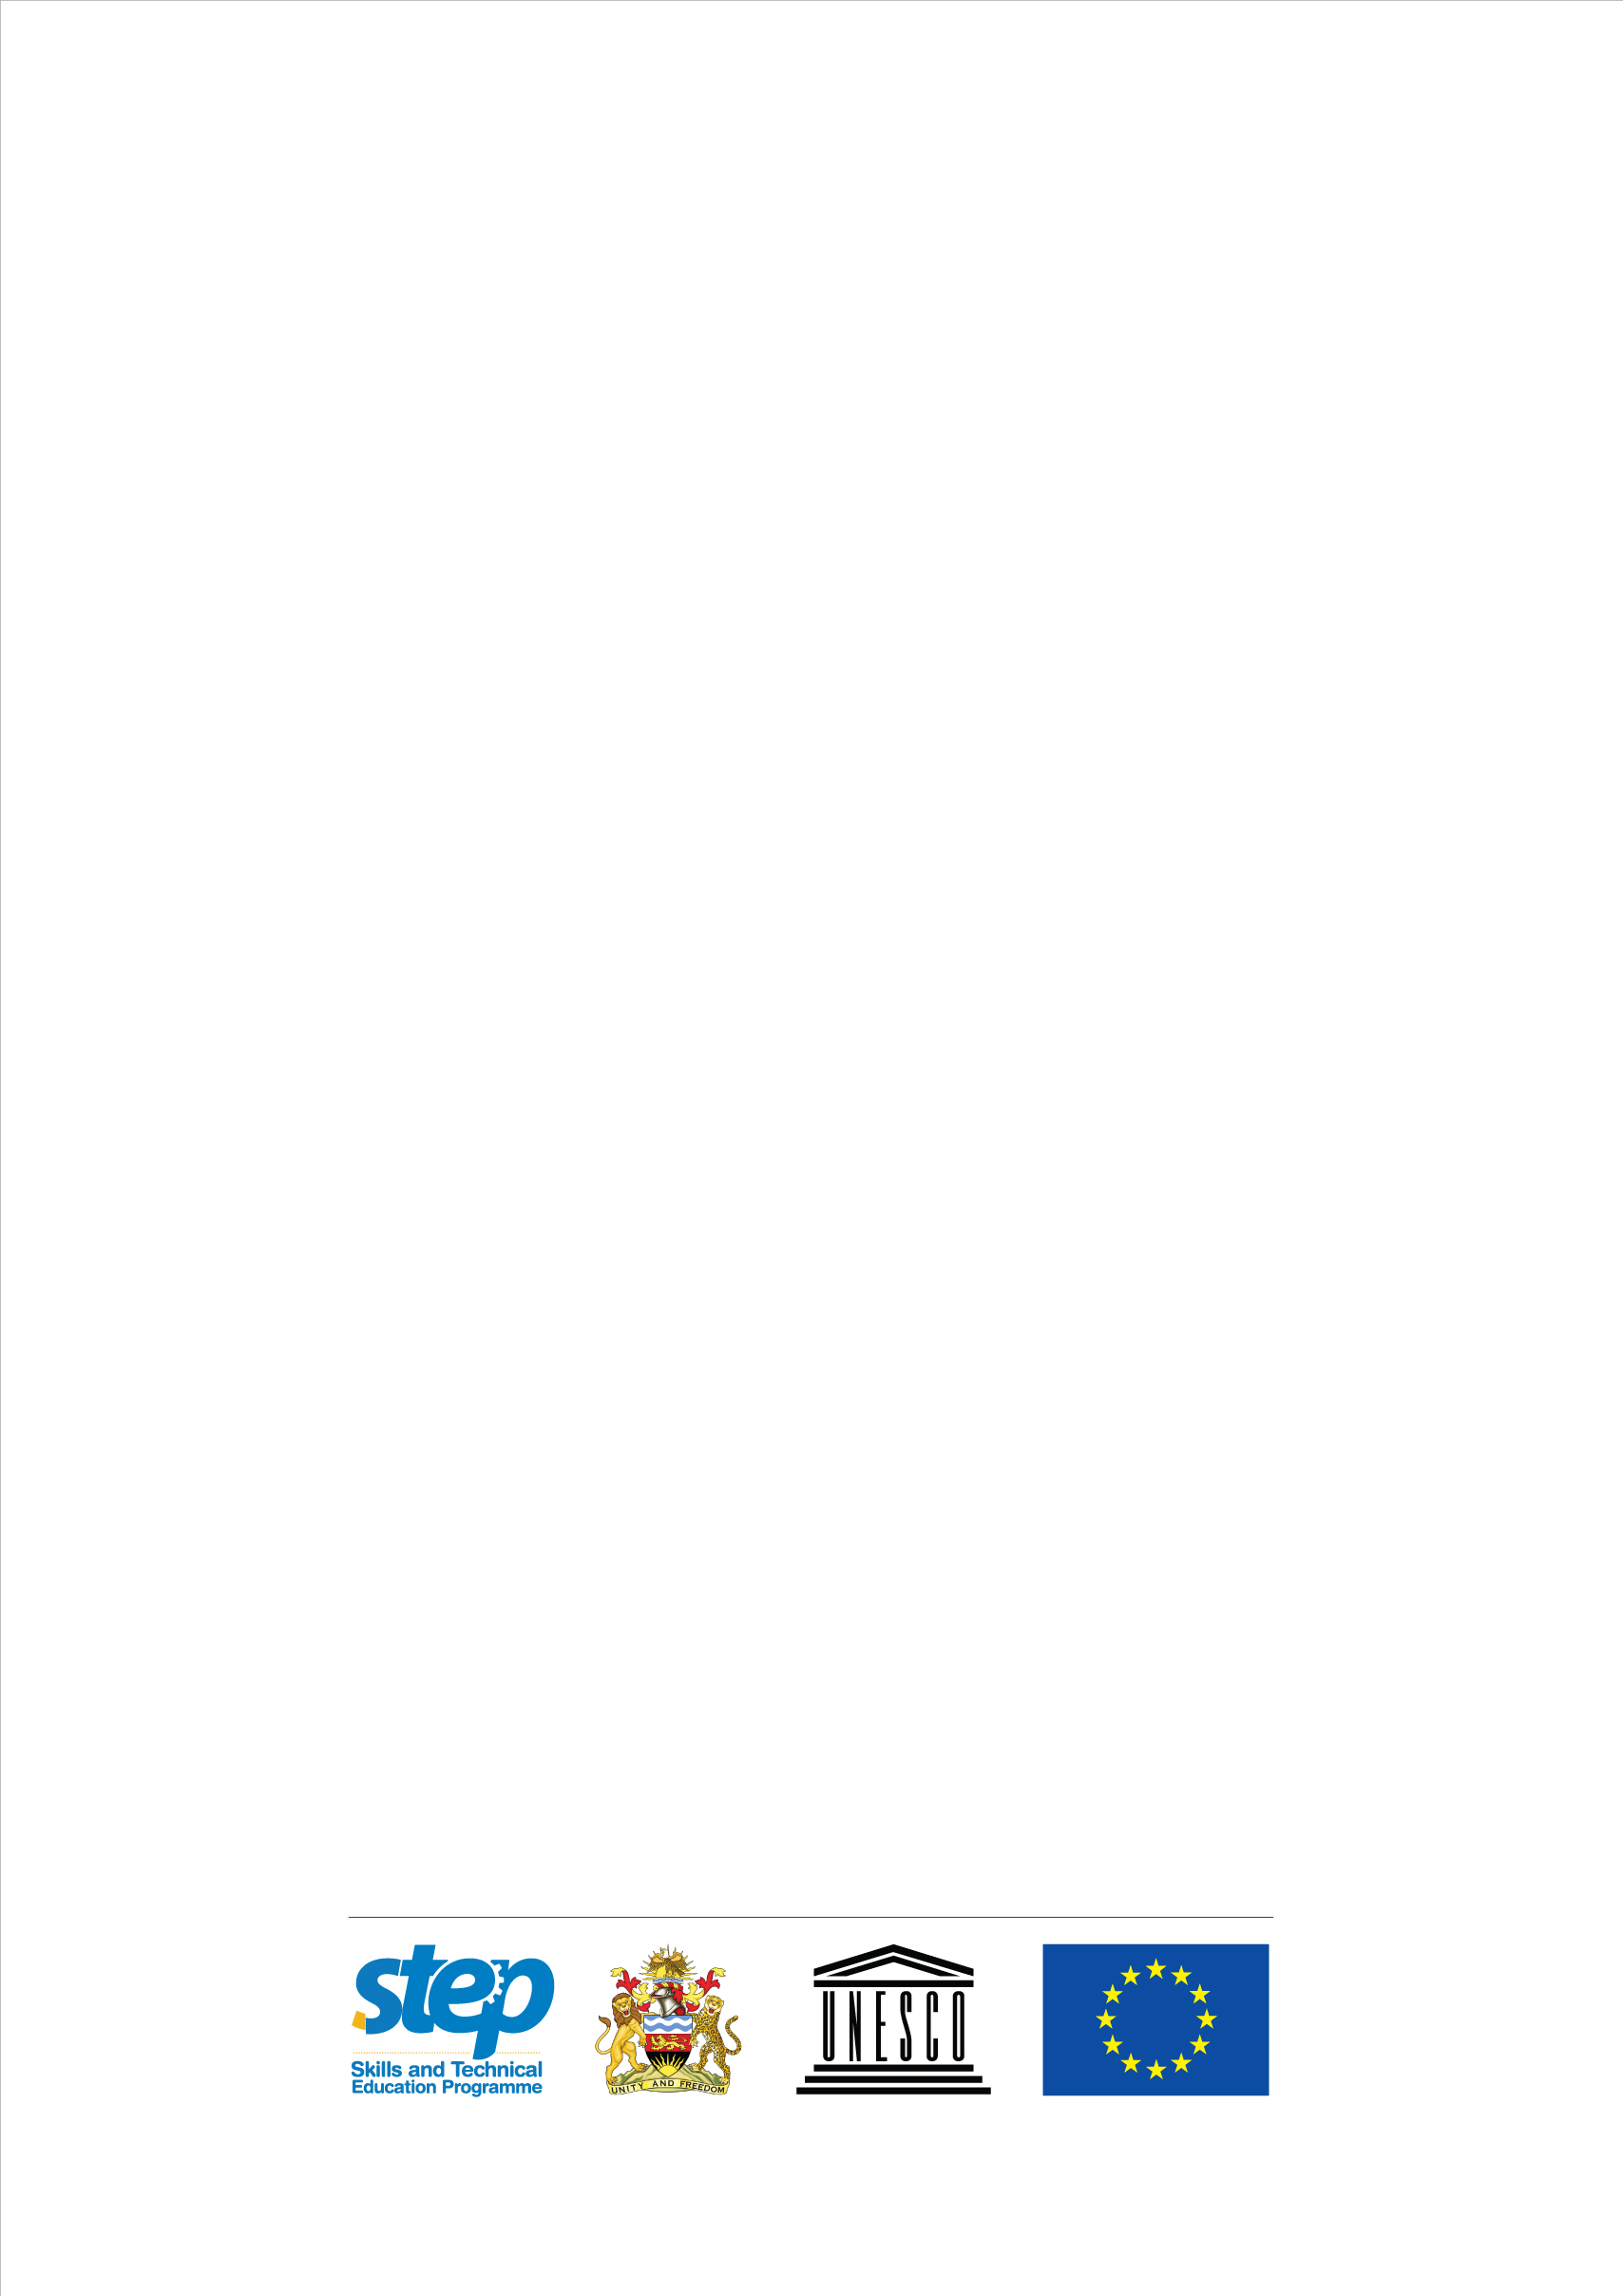 step
Skills and Technical
Education Programme
UNITY AND FREEDOM
UNESCO